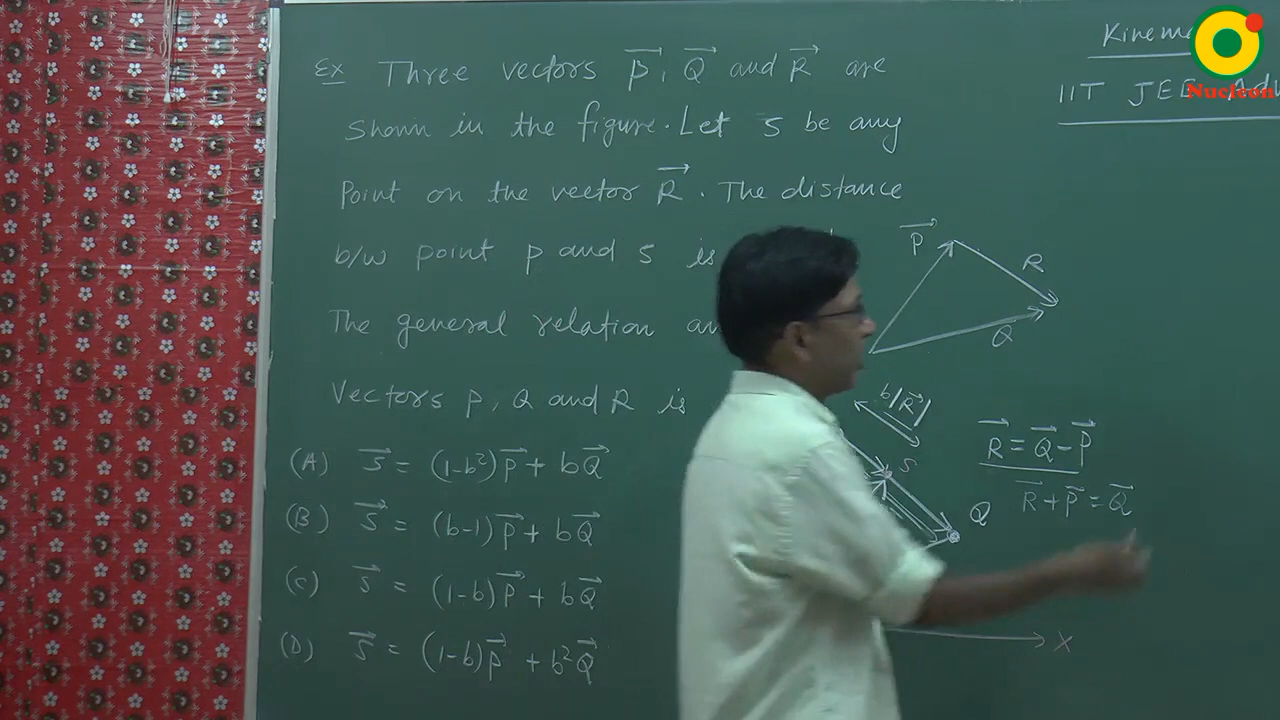 Ex Three vectors P, Q and R are
shown in the figure. Let S be any
Point on the vector R. The distance
b/w point P and S is
The general relation
Vectors P, Q and R is
(A) S = (1-b²)P + bQ
(B) S = (b-1)P + bQ
(C) S = (1-b)P + bQ
(D) S = (1-b)P + b²Q
P
R
Q
b|R|
S
Q
X
R = Q - P
R + P = Q
IIT JEE
Nucleon